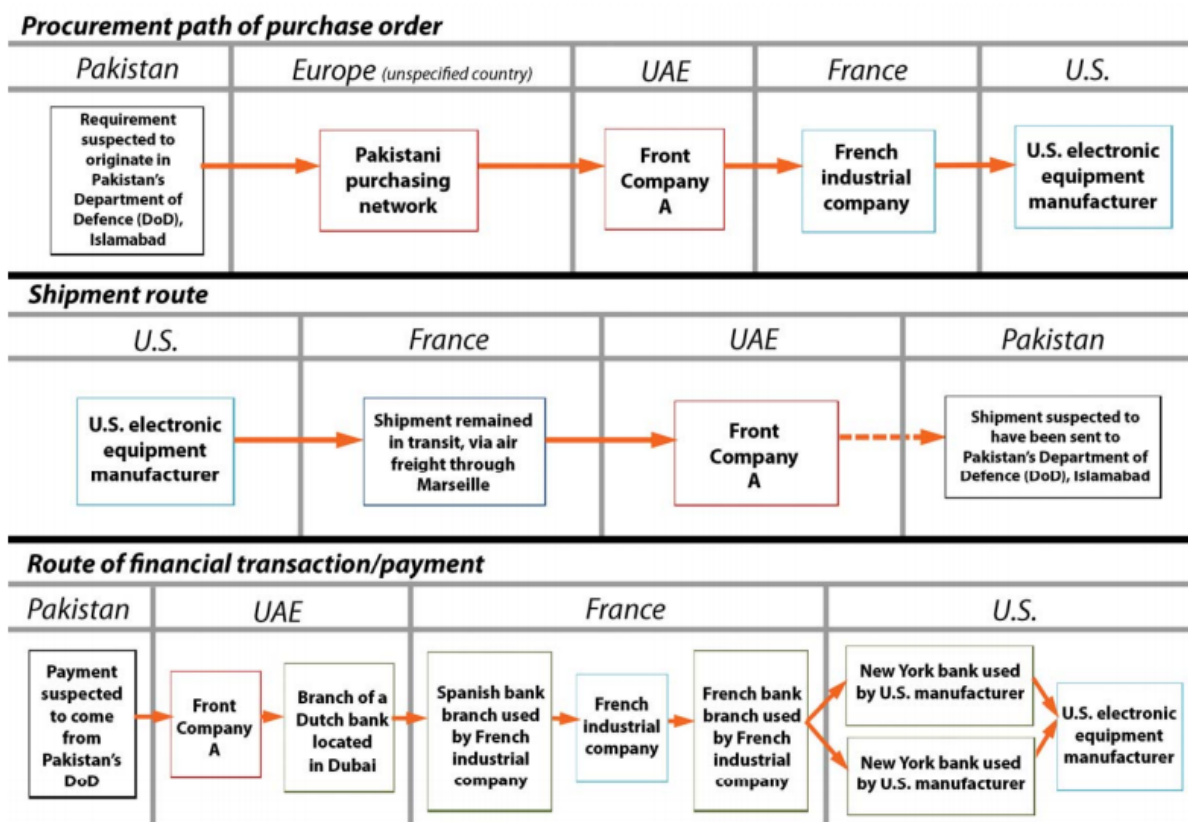 Procurement path of purchase order
Pakistan
Europe (unspecified country)
UAE
France
U.S.
Requirement
suspected to
originate in
Pakistan's
Department of
Defence (DoD),
Islamabad
Pakistani
purchasing
network
Front
Company
A
French
industrial
company
U.S. electronic
equipment
manufacturer
Shipment route
U.S.
France
UAE
Pakistan
U.S. electronic
equipment
manufacturer
Shipment remained
in transit, via air
freight through
Marseille
Front
Company
A
Shipment suspected to
have been sent to
Pakistan's Department of
Defence (DoD), Islamabad
Route of financial transaction/payment
Pakistan
UAE
France
U.S.
Payment
suspected
to come
from
Pakistan's
DoD
Front
Company
A
Branch of a
Dutch bank
located
in Dubai
Spanish bank
branch used
by French
industrial
company
French
industrial
company
French bank
branch used
by French
industrial
company
New York bank used
by U.S. manufacturer
New York bank used
by U.S. manufacturer
U.S. electronic
equipment
manufacturer